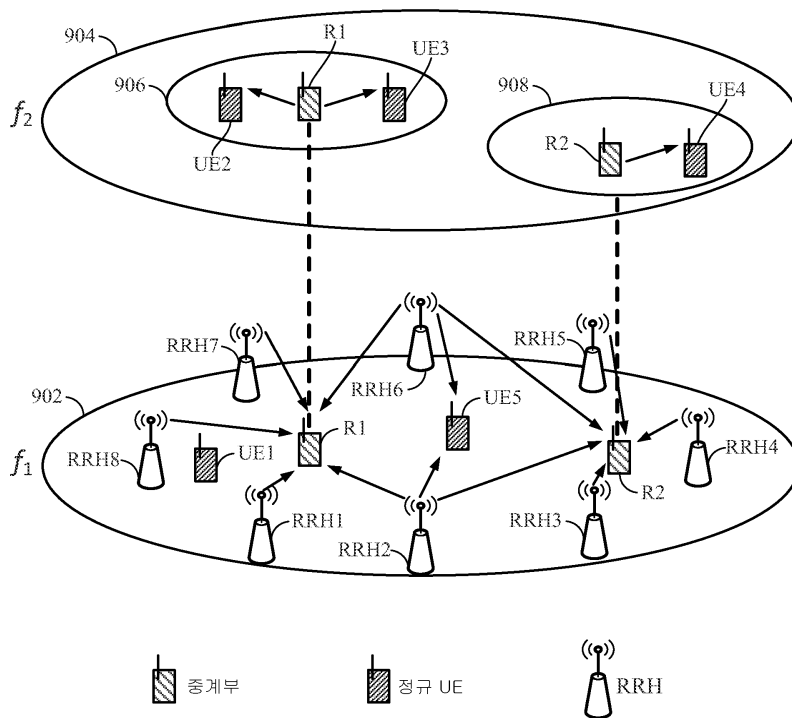 904
R1
UE3
906
UE2
908
UE4
R2
f2
RRH7
RRH6
RRH5
902
UE5
R1
RRH8
UE1
RRH4
f1
R2
RRH1
RRH2
RRH3
중계부
정규 UE
RRH